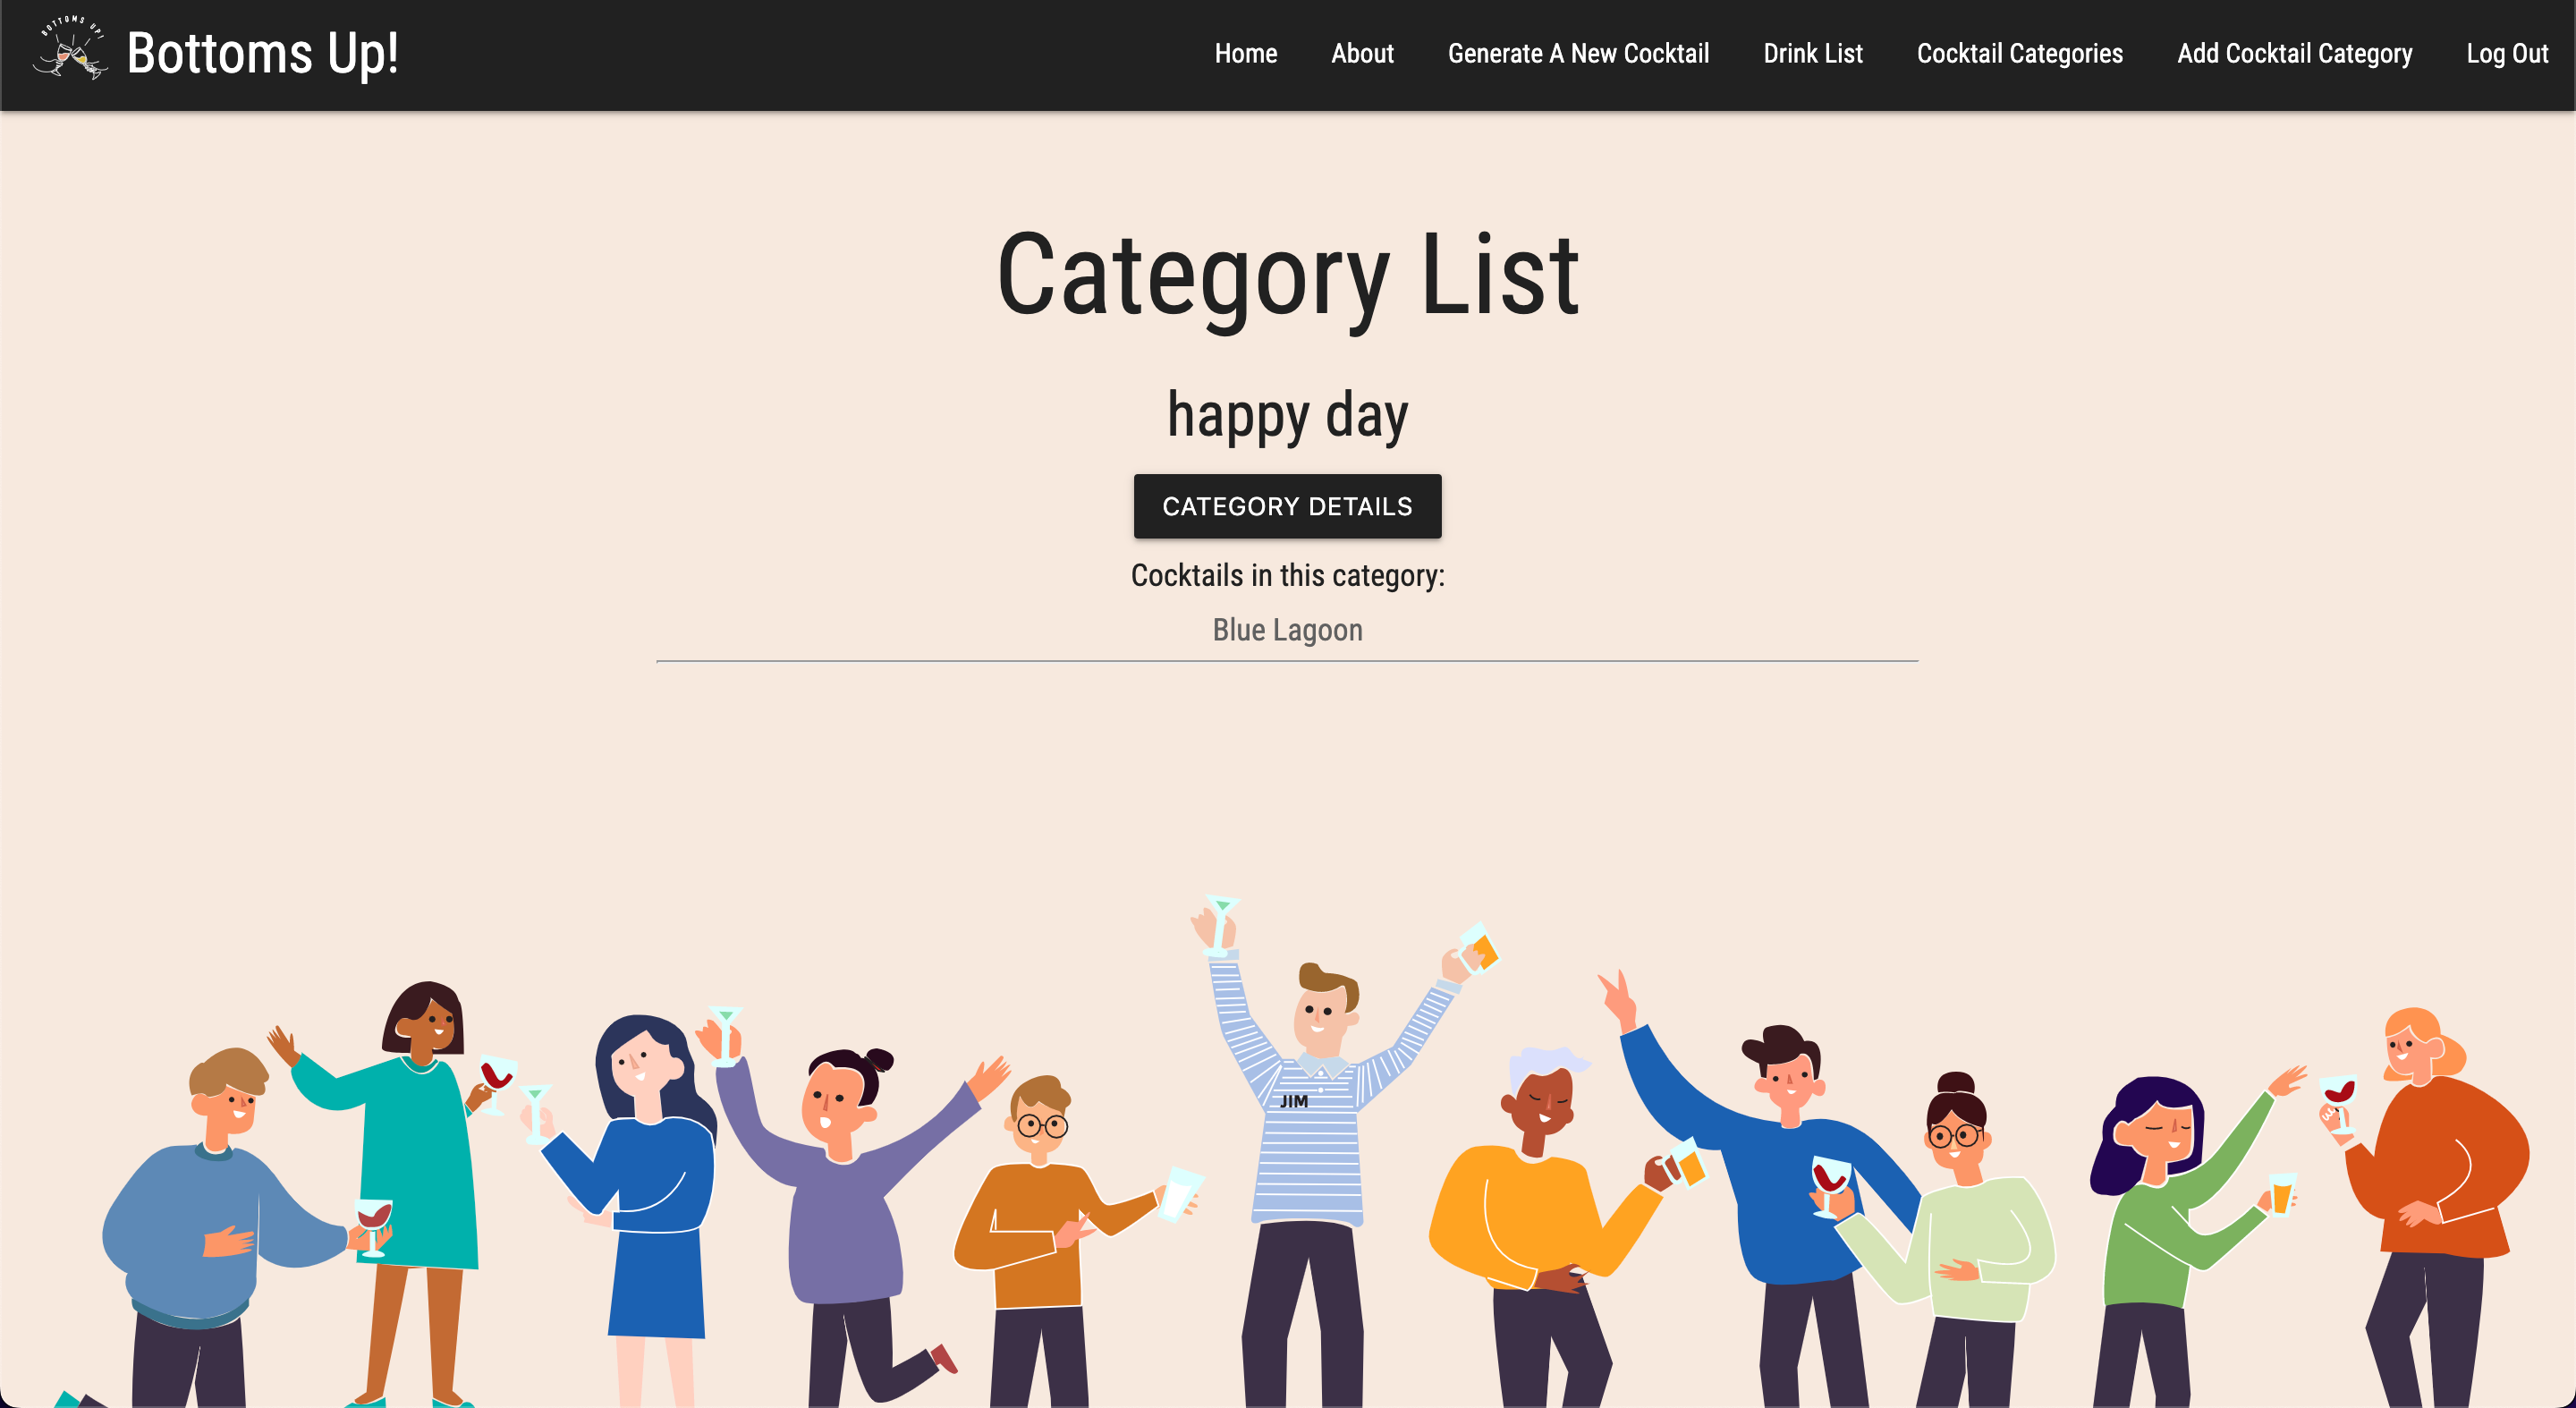 BOTTOMS UP!
Bottoms Up!
Home About Generate A New Cocktail Drink List Cocktail Categories Add Cocktail Category Log Out
Category List
happy day
CATEGORY DETAILS
Cocktails in this category:
Blue Lagoon
JIM